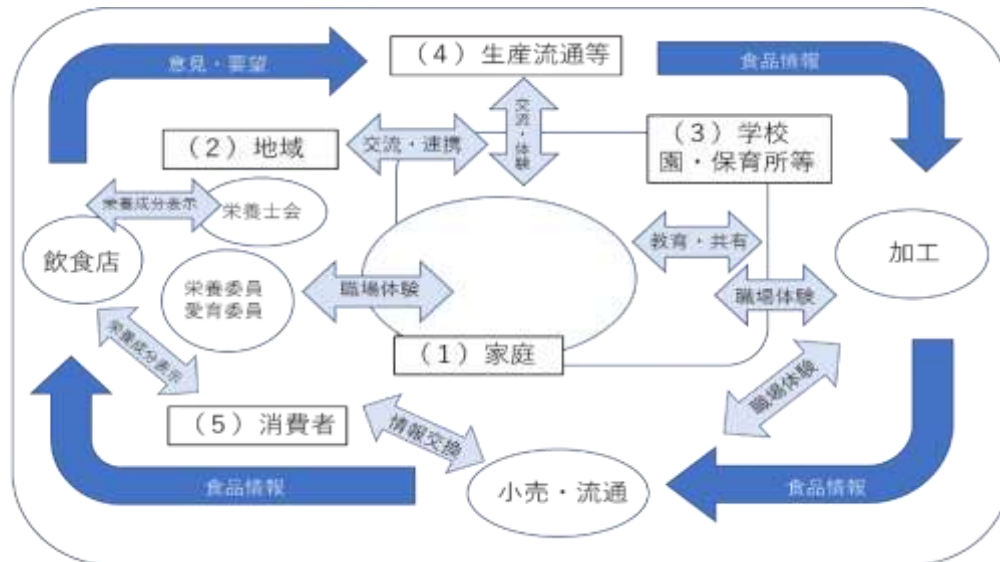 意見・要望
(4)生産流通等
食品情報
交流・体験
(2)地域
交流・連携
(3)学校
園・保育所等
栄養成分表示
栄養士会
飲食店
教育・共有
加工
栄養委員
愛育委員
職場体験
職場体験
(1)家庭
栄養成分表示
職場体験
(5)消費者
情報交換
食品情報
小売・流通
食品情報